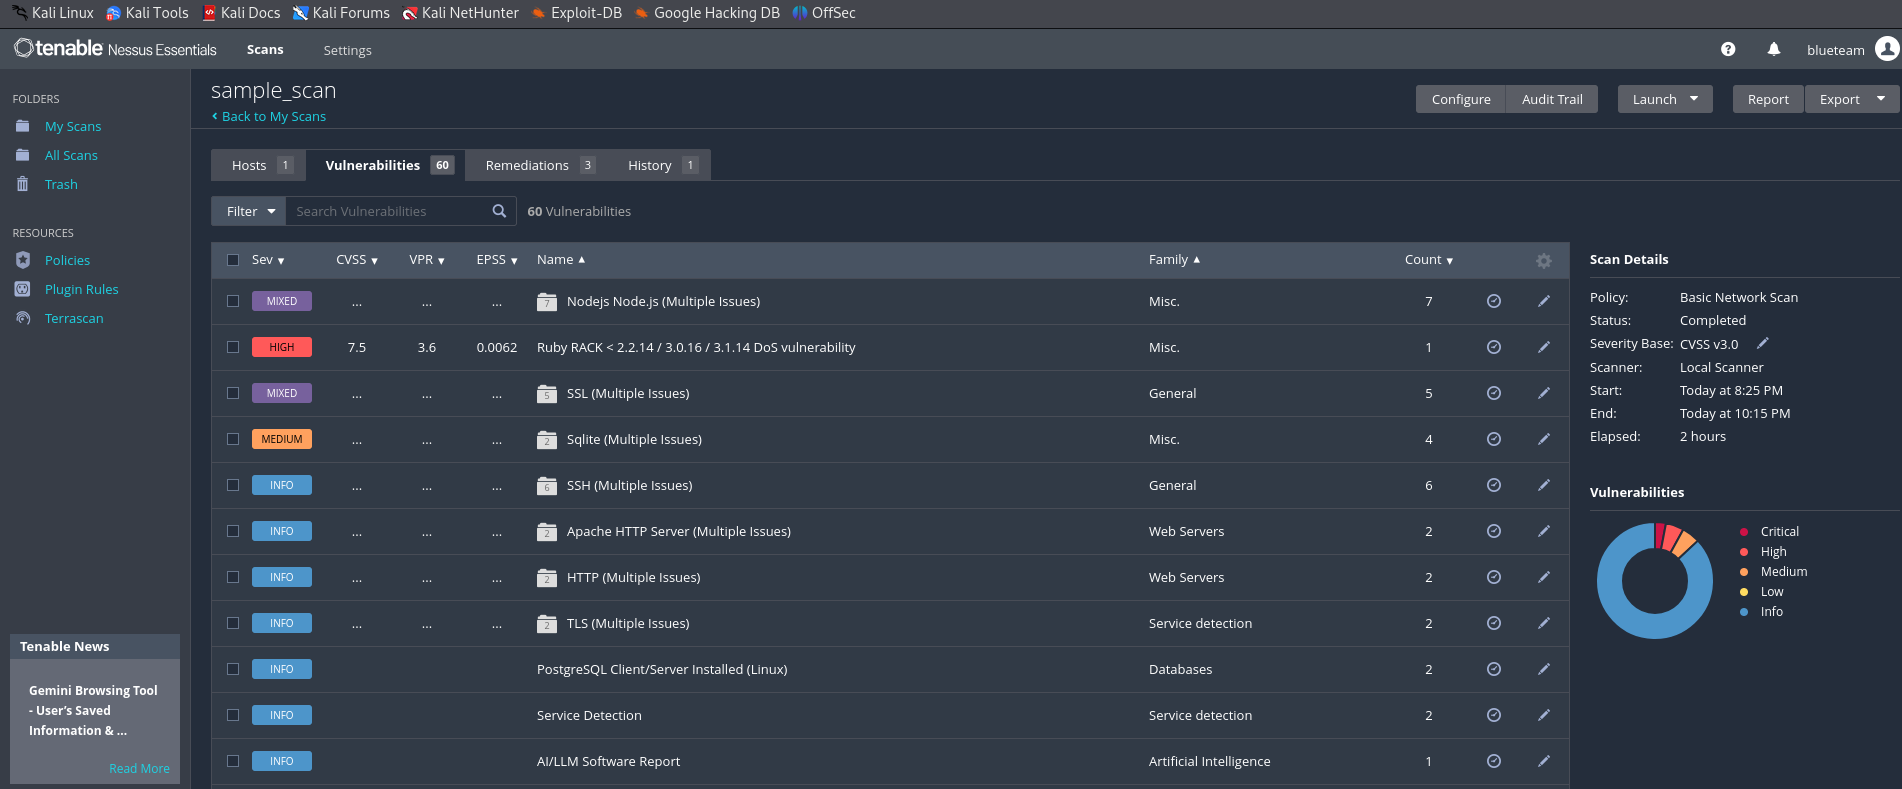 Kali Linux Kali Tools Kali Docs Kali Forums Kali NetHunter Exploit-DB Google Hacking DB OffSec
tenable Nessus Essentials Scans Settings blueteam
FOLDERS
My Scans
All Scans
Trash
RESOURCES
Policies
Plugin Rules
Terrascan
Tenable News
Gemini Browsing Tool
- User's Saved
Information & ...
Read More
sample_scan
Back to My Scans
Configure Audit Trail Launch Report Export
Hosts 1 Vulnerabilities 60 Remediations 3 History 1
Filter Search Vulnerabilities 60 Vulnerabilities
Sev CVSS VPR EPSS Name Family Count
MIXED ... ... ... 7 Nodejs Node.js (Multiple Issues) Misc. 7
HIGH 7.5 3.6 0.0062 Ruby RACK < 2.2.14 / 3.0.16 / 3.1.14 DoS vulnerability Misc. 1
MIXED ... ... ... 5 SSL (Multiple Issues) General 5
MEDIUM ... ... ... 2 Sqlite (Multiple Issues) Misc. 4
INFO ... ... ... 6 SSH (Multiple Issues) General 6
INFO ... ... ... 2 Apache HTTP Server (Multiple Issues) Web Servers 2
INFO ... ... ... 2 HTTP (Multiple Issues) Web Servers 2
INFO ... ... ... 2 TLS (Multiple Issues) Service detection 2
INFO PostgreSQL Client/Server Installed (Linux) Databases 2
INFO Service Detection Service detection 2
INFO AI/LLM Software Report Artificial Intelligence 1
Scan Details
Policy: Basic Network Scan
Status: Completed
Severity Base: CVSS v3.0
Scanner: Local Scanner
Start: Today at 8:25 PM
End: Today at 10:15 PM
Elapsed: 2 hours
Vulnerabilities
Critical
High
Medium
Low
Info